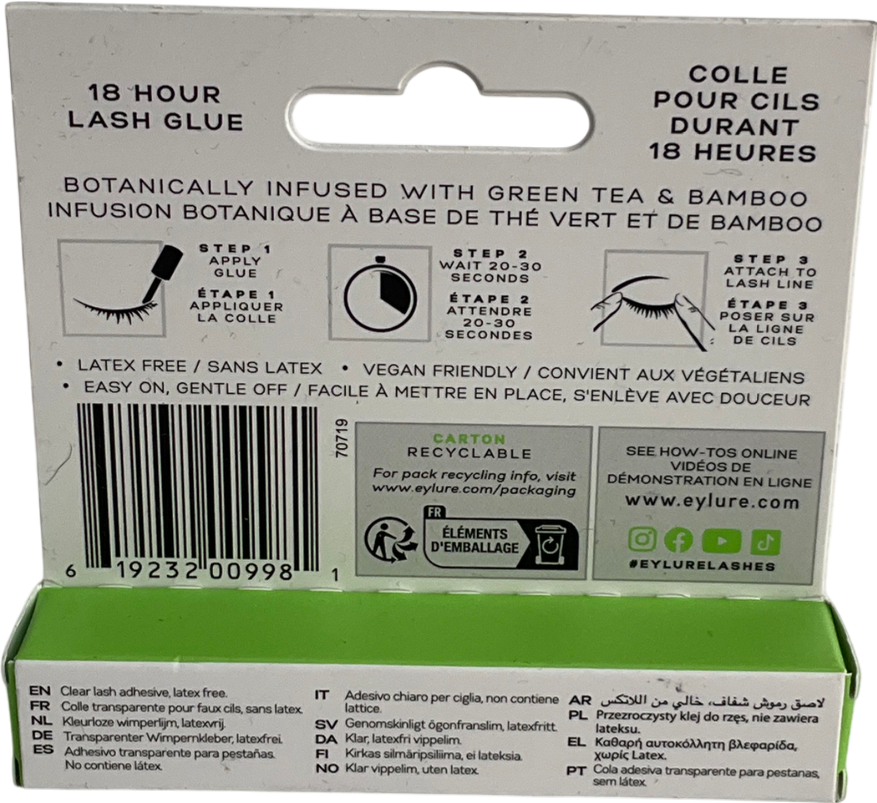 18 HOUR
LASH GLUE
COLLE
POUR CILS
DURANT
18 HEURES
BOTANICALLY INFUSED WITH GREEN TEA & BAMBOO
INFUSION BOTANIQUE À BASE DE THÉ VERT ET DE BAMBOO
STEP 1
APPLY
GLUE
ÉTAPE 1
APPLIQUER
LA COLLE
STEP 2
WAIT 20-30
SECONDS
ÉTAPE 2
ATTENDRE
20-30
SECONDES
STEP 3
ATTACH TO
LASH LINE
ÉTAPE 3
POSER SUR
LA LIGNE
DE CILS
• LATEX FREE / SANS LATEX • VEGAN FRIENDLY / CONVIENT AUX VÉGÉTALIENS
• EASY ON, GENTLE OFF / FACILE À METTRE EN PLACE, S'ENLÈVE AVEC DOUCEUR
6 19232 00998 1
70719
CARTON
RECYCLABLE
For pack recycling info, visit
www.eylure.com/packaging
FR
ÉLÉMENTS
D'EMBALLAGE
SEE HOW-TOS ONLINE
VIDÉOS DE
DÉMONSTRATION EN LIGNE
www.eylure.com
#EYLURELASHES
EN Clear lash adhesive, latex free.
FR Colle transparente pour faux cils, sans latex.
NL Kleurloze wimperlijm, latexvrij.
DE Transparenter Wimpernkleber, latexfrei.
ES Adhesivo transparente para pestañas.
No contiene látex.
IT Adesivo chiaro per ciglia, non contiene
lattice.
SV Genomskinligt ögonfranslim, latexfritt.
DA Klar, latexfri vippelim.
FI Kirkas silmäripsiliima, ei lateksia.
NO Klar vippelim, uten latex.
AR لاصق رموش شفاف، خالي من اللاتكس
PL Przezroczysty klej do rzęs, nie zawiera
lateksu.
EL Καθαρή αυτοκόλλητη βλεφαρίδα,
χωρίς Latex.
PT Cola adesiva transparente para pestanas,
sem látex.